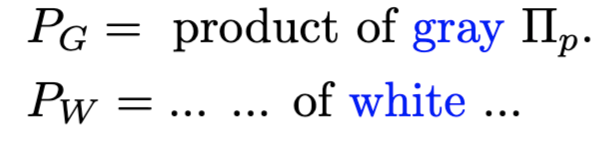 P_G = product of gray Π_p.
P_W = ... ... of white ...